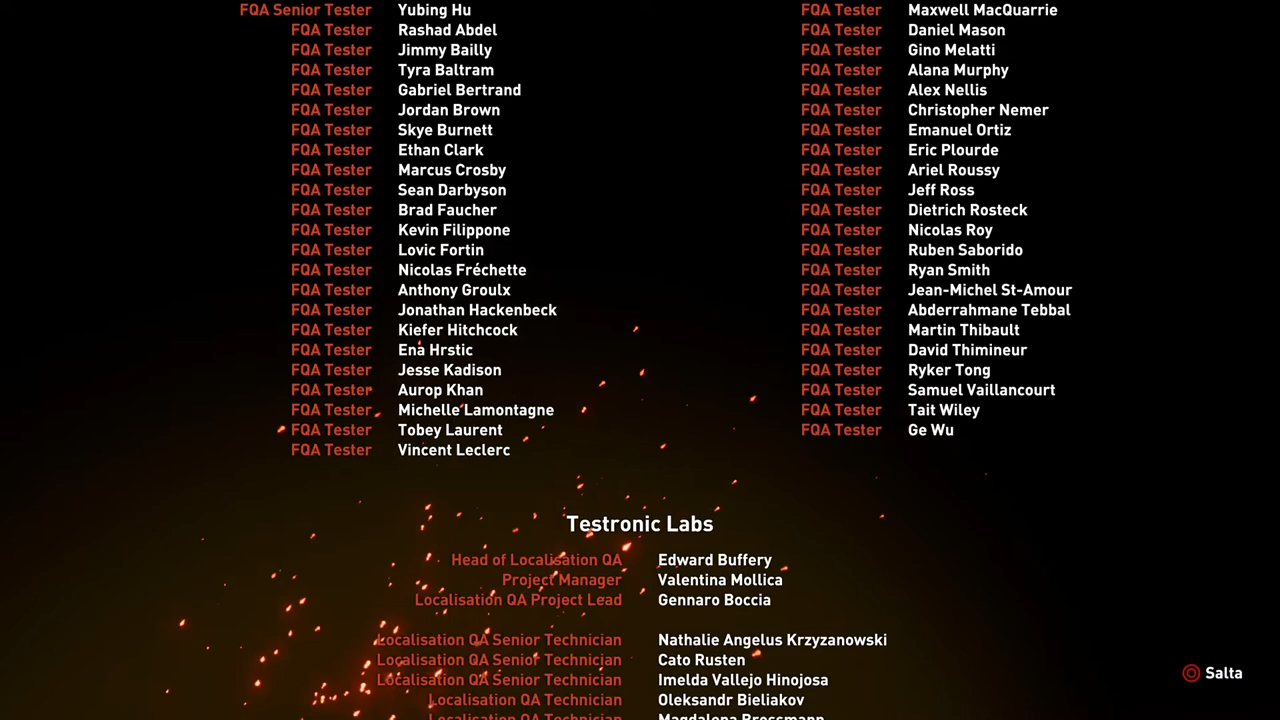 FQA Senior Tester Yubing Hu
FQA Tester Rashad Abdel
FQA Tester Jimmy Bailly
FQA Tester Tyra Baltram
FQA Tester Gabriel Bertrand
FQA Tester Jordan Brown
FQA Tester Skye Burnett
FQA Tester Ethan Clark
FQA Tester Marcus Crosby
FQA Tester Sean Darbyson
FQA Tester Brad Faucher
FQA Tester Kevin Filippone
FQA Tester Lovic Fortin
FQA Tester Nicolas Fréchette
FQA Tester Anthony Groulx
FQA Tester Jonathan Hackenbeck
FQA Tester Kiefer Hitchcock
FQA Tester Ena Hrstic
FQA Tester Jesse Kadison
FQA Tester Aurop Khan
FQA Tester Michelle Lamontagne
FQA Tester Tobey Laurent
FQA Tester Vincent Leclerc
FQA Tester Maxwell MacQuarrie
FQA Tester Daniel Mason
FQA Tester Gino Melatti
FQA Tester Alana Murphy
FQA Tester Alex Nellis
FQA Tester Christopher Nemer
FQA Tester Emanuel Ortiz
FQA Tester Eric Plourde
FQA Tester Ariel Roussy
FQA Tester Jeff Ross
FQA Tester Dietrich Rosteck
FQA Tester Nicolas Roy
FQA Tester Ruben Saborido
FQA Tester Ryan Smith
FQA Tester Jean-Michel St-Amour
FQA Tester Abderrahmane Tebbal
FQA Tester Martin Thibault
FQA Tester David Thimineur
FQA Tester Ryker Tong
FQA Tester Samuel Vaillancourt
FQA Tester Tait Wiley
FQA Tester Ge Wu
Testronic Labs
Head of Localisation QA Edward Buffery
Project Manager Valentina Mollica
Localisation QA Project Lead Gennaro Boccia
Localisation QA Senior Technician Nathalie Angelus Krzyzanowski
Localisation QA Senior Technician Cato Rusten
Localisation QA Senior Technician Imelda Vallejo Hinojosa
Localisation QA Technician Oleksandr Bieliakov
Localisation QA Technician Magdalena Brossmann
Salta